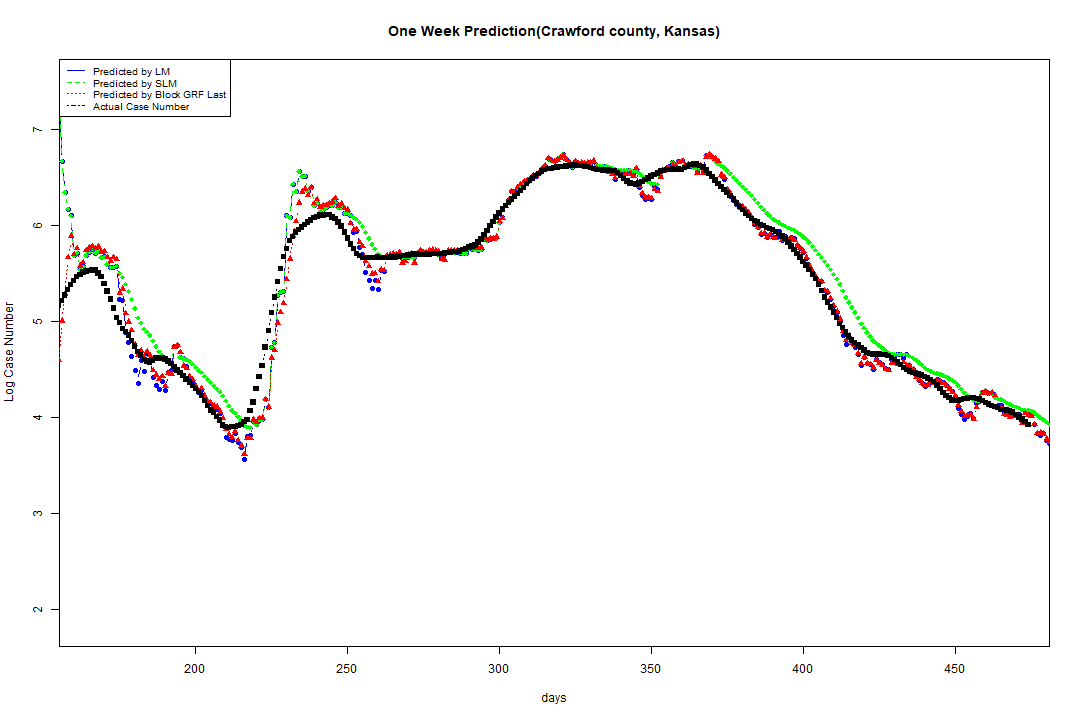 One Week Prediction(Crawford county, Kansas)
Predicted by LM
Predicted by SLM
Predicted by Block GRF Last
Actual Case Number
Log Case Number
7
6
5
4
3
2
200 250 300 350 400 450
days